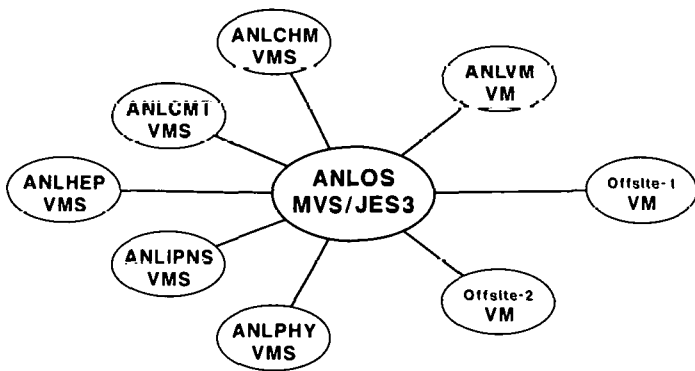 ANLCHM
VMS
ANLVM
VM
ANLCMT
VMS
ANLOS
MVS/JES3
ANLHEP
VMS
Offsite-1
VM
ANLIPNS
VMS
Offsite-2
VM
ANLPHY
VMS